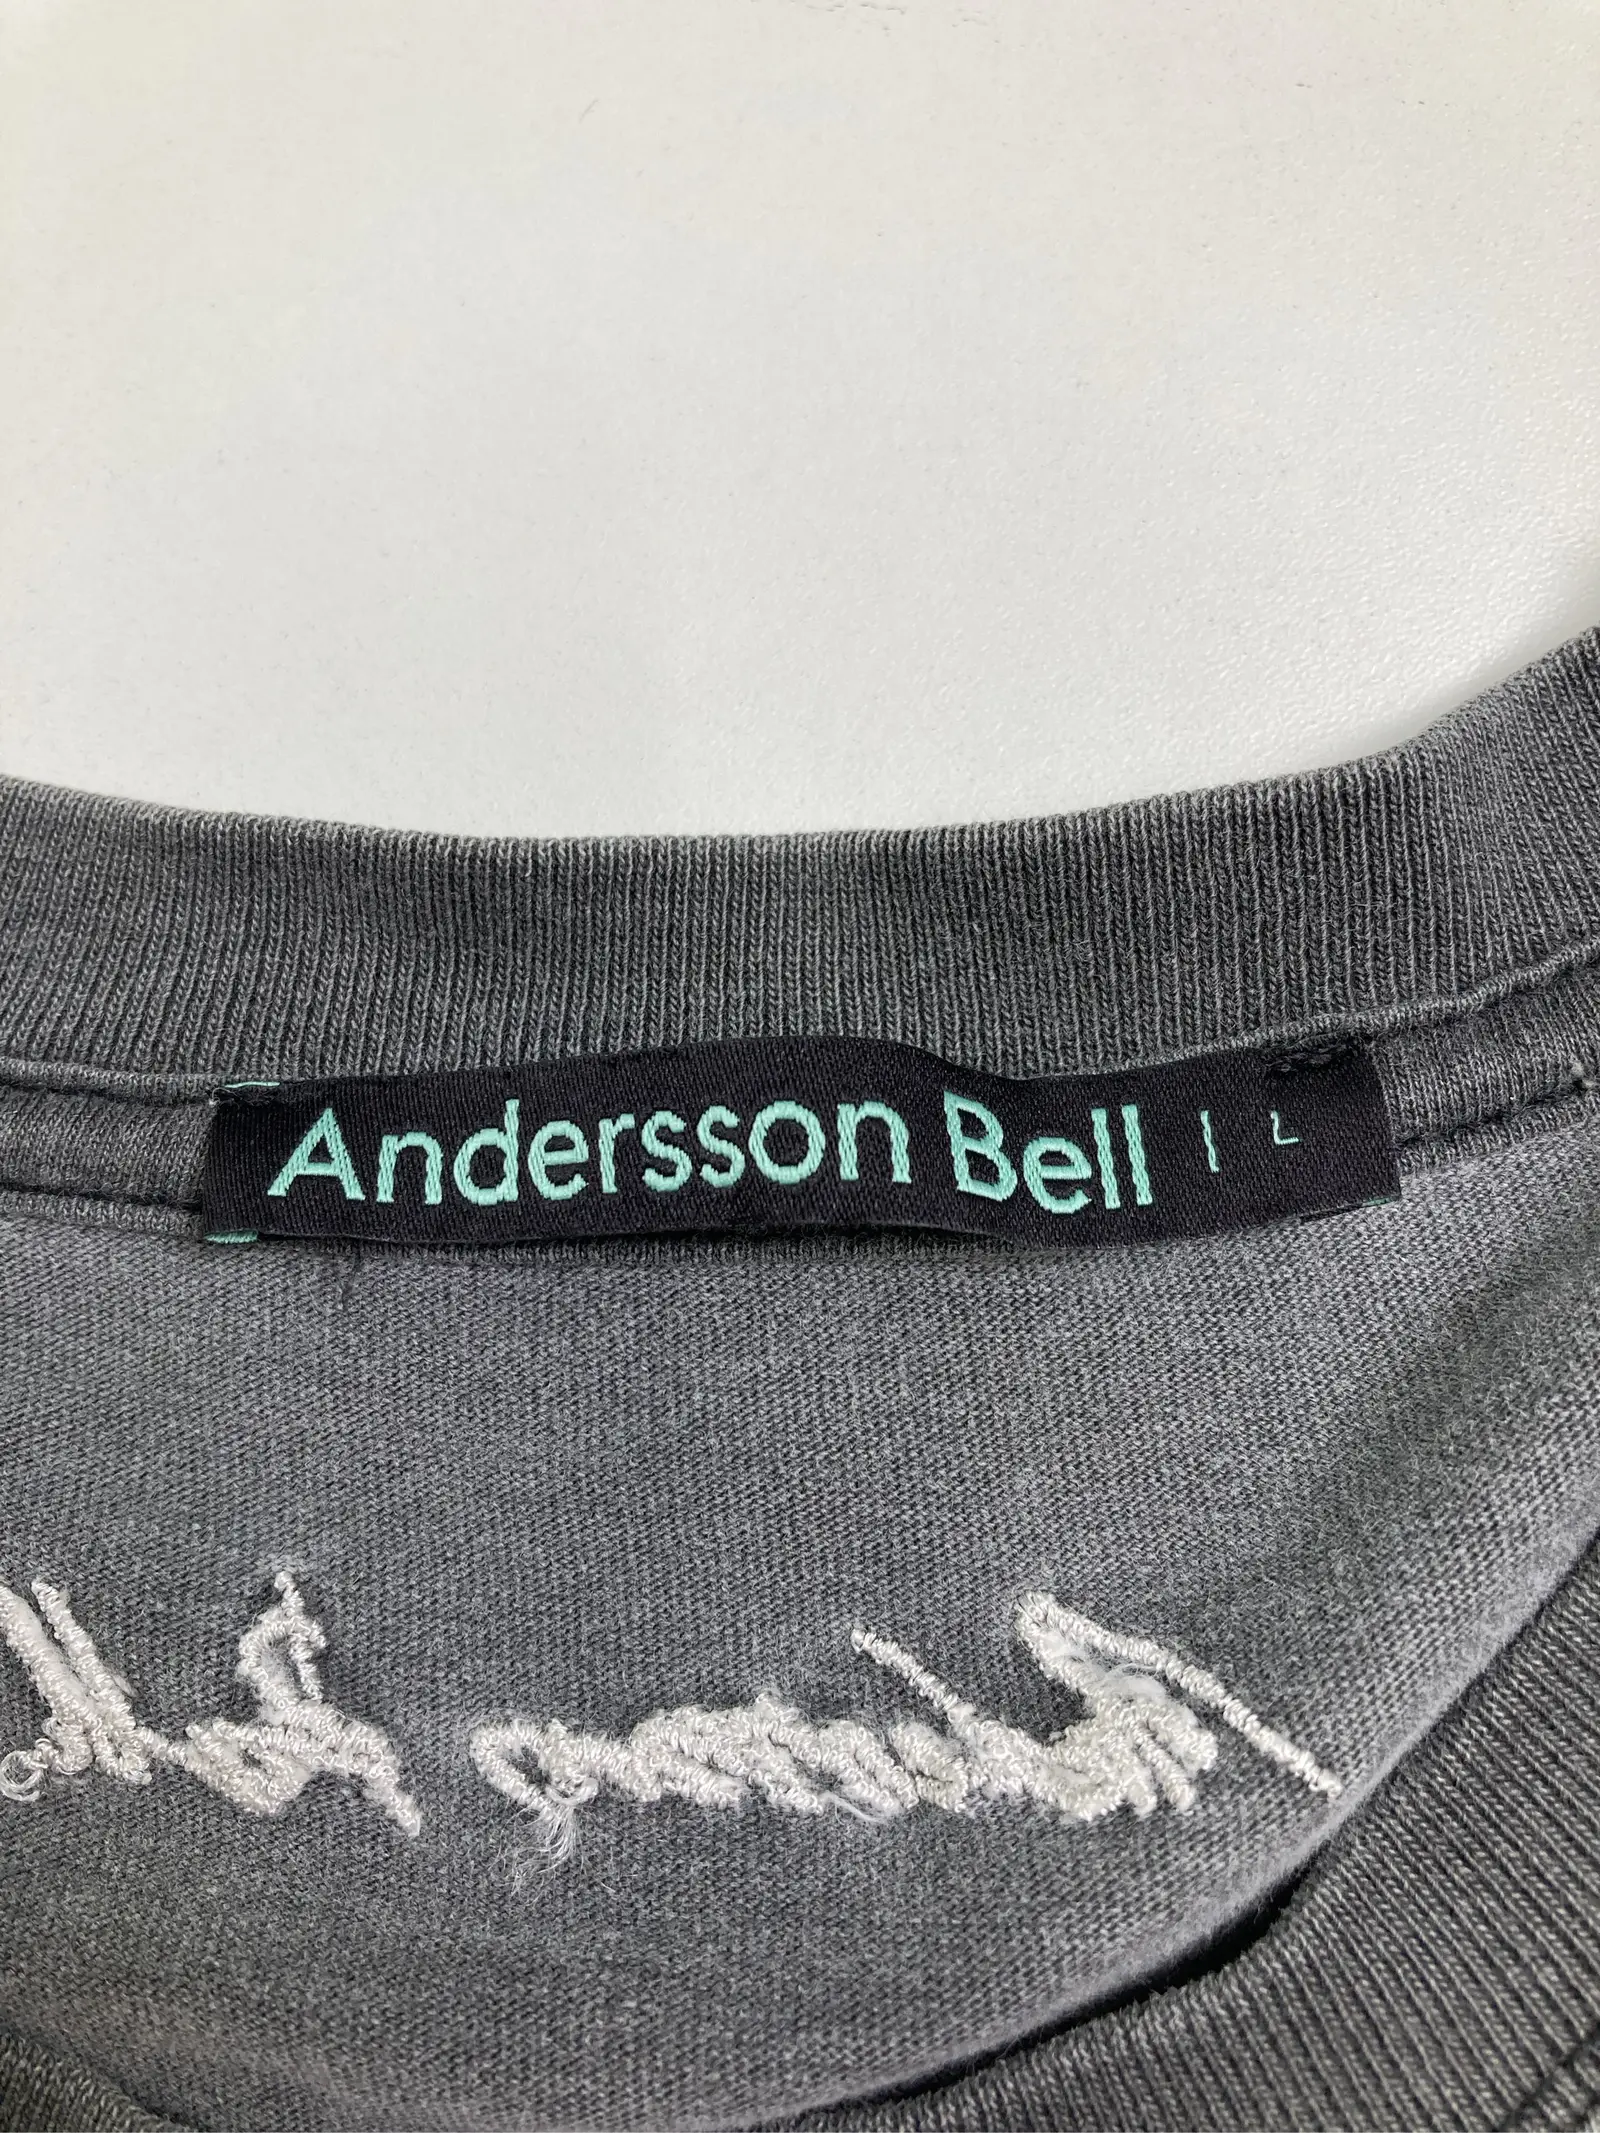 Andersson Bell | L